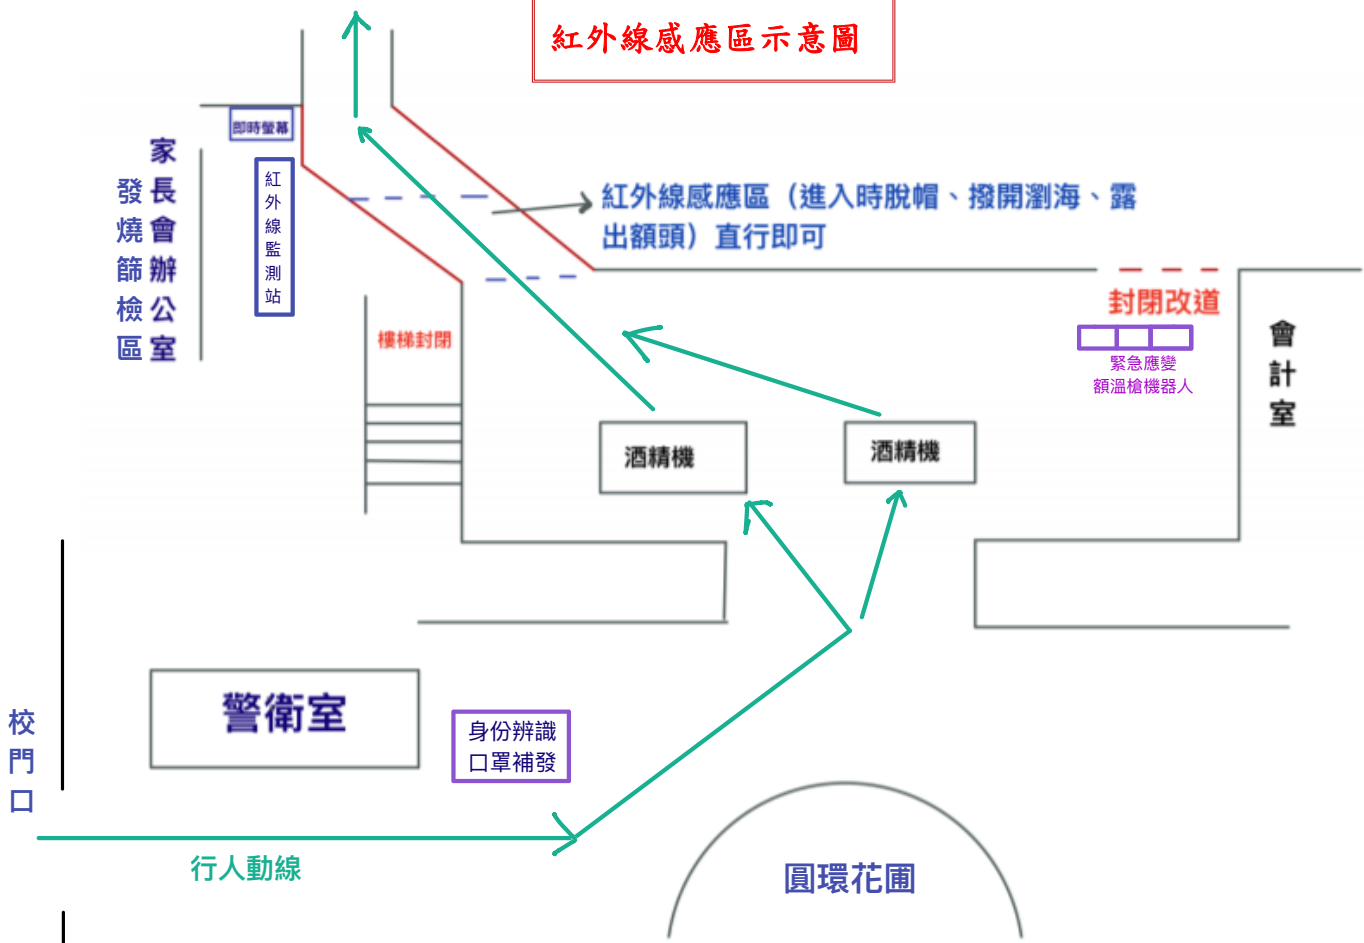 紅外線感應區示意圖
即時螢幕
家長會辦公室
發燒篩檢區
紅外線監測站
紅外線感應區（進入時脫帽、撥開瀏海、露
出額頭）直行即可
封閉改道
緊急應變
額溫槍機器人
會計室
樓梯封閉
酒精機
酒精機
警衛室
身份辨識
口罩補發
校門口
行人動線
圓環花圃